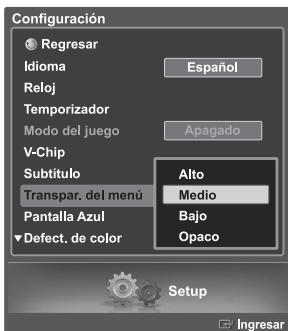 Configuración
Regresar
Idioma Español
Reloj
Temporizador
Modo del juego Apagado
V-Chip
Subtítulo Alto
Transpar. del menú Medio
Pantalla Azul Bajo
▼Defect. de color Opaco
Setup
Ingresar